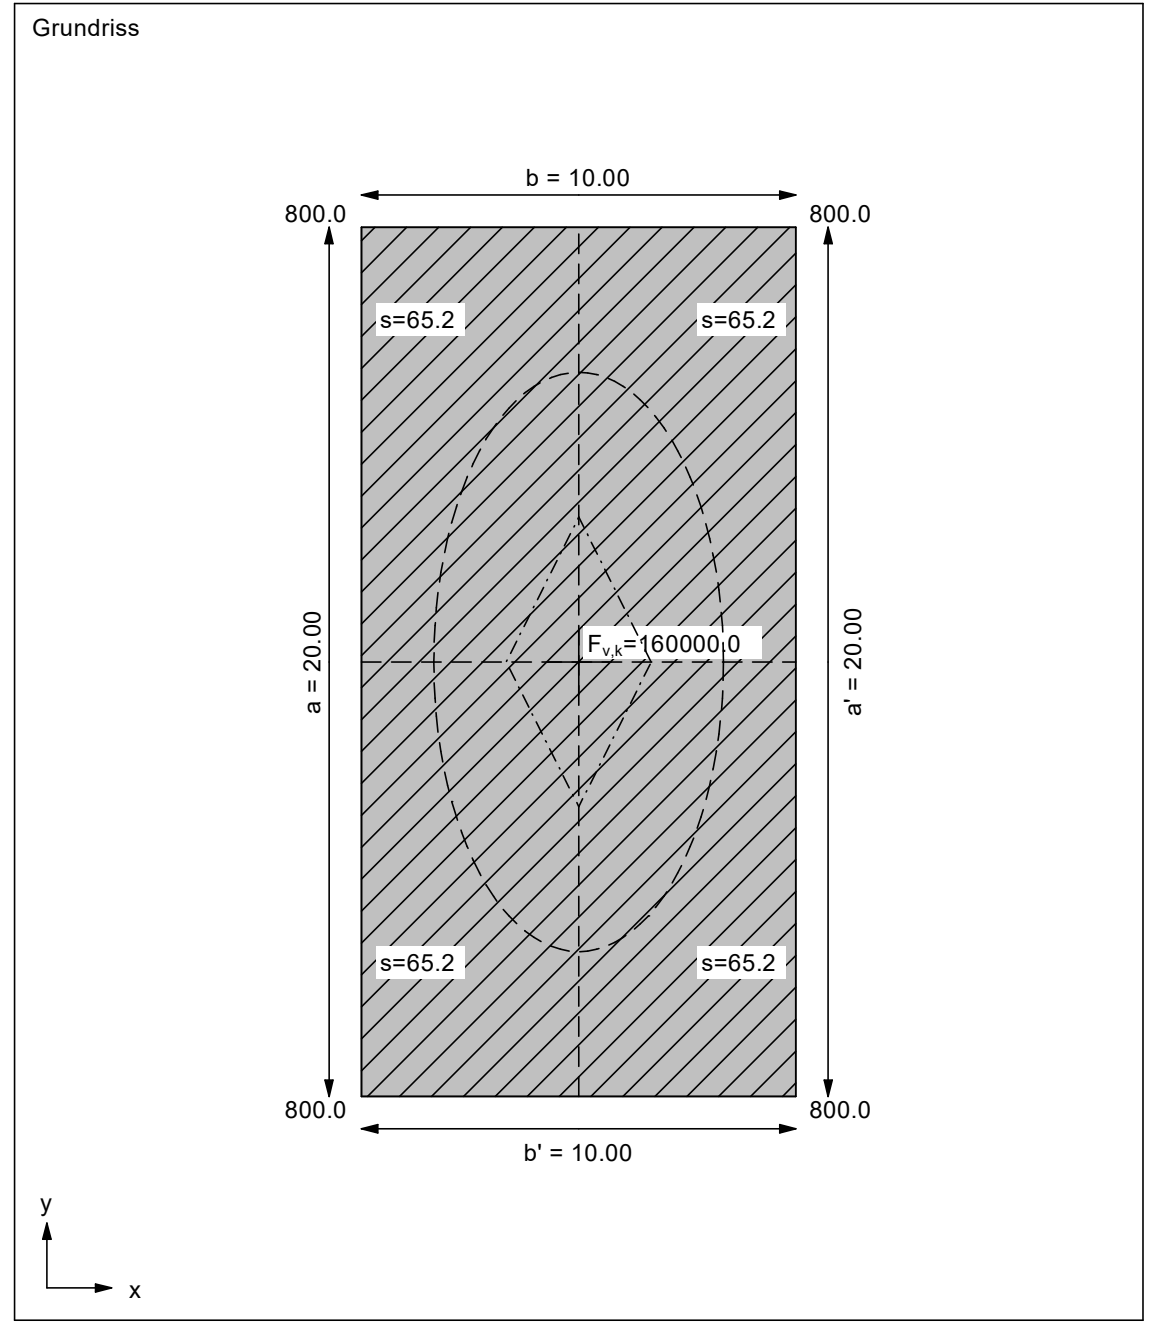 Grundriss
b = 10.00
800.0 800.0
s=65.2 s=65.2
a = 20.00
Fv,k=160000.0
a' = 20.00
s=65.2 s=65.2
800.0 800.0
b' = 10.00
y
x